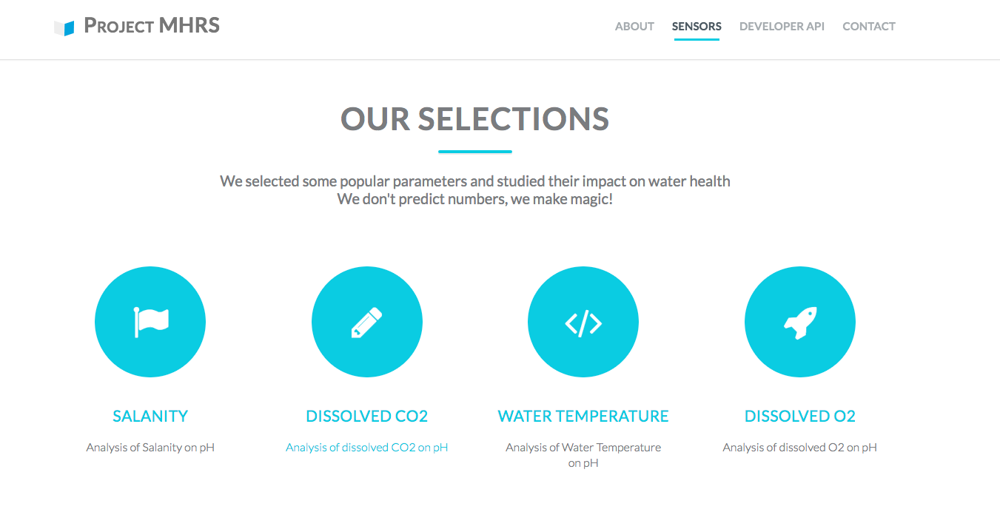 PROJECT MHRS
ABOUT SENSORS DEVELOPER API CONTACT
OUR SELECTIONS
We selected some popular parameters and studied their impact on water health
We don't predict numbers, we make magic!
SALANITY
Analysis of Salanity on pH
DISSOLVED CO2
Analysis of dissolved CO2 on pH
WATER TEMPERATURE
Analysis of Water Temperature
on pH
DISSOLVED O2
Analysis of dissolved O2 on pH